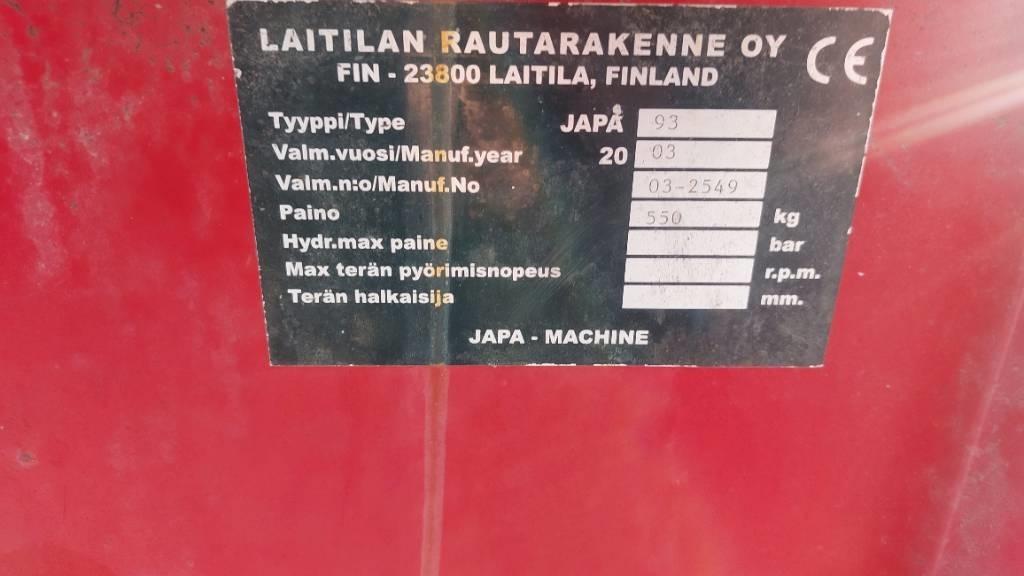 LAITILAN RAUTARAKENNE OY CE
FIN - 23800 LAITILA, FINLAND
Tyyppi/Type JAPA® 93
Valm.vuosi/Manuf.year 20 03
Valm.n:o/Manuf.No 03-2549
Paino 550 kg
Hydr.max paine bar
Max terän pyörimisnopeus r.p.m.
Terän halkaisija mm.
JAPA - MACHINE